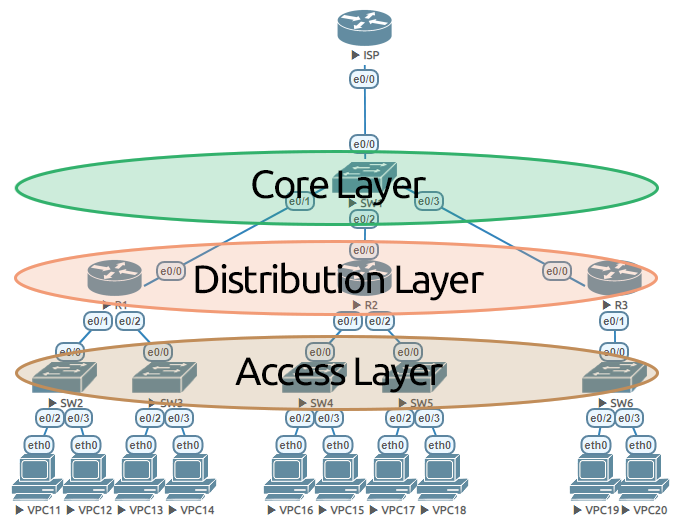 ISP
e0/0
e0/0
Core Layer
SW1
e0/1
e0/2
e0/3
e0/0
e0/0
e0/0
Distribution Layer
R1
R2
R3
e0/1
e0/2
e0/1
e0/2
e0/1
e0/0
e0/0
e0/0
e0/0
e0/0
Access Layer
SW2
SW3
SW4
SW5
SW6
e0/2
e0/3
e0/2
e0/3
e0/2
e0/3
e0/2
e0/3
e0/2
e0/3
eth0
eth0
eth0
eth0
eth0
eth0
eth0
eth0
eth0
eth0
VPC11
VPC12
VPC13
VPC14
VPC16
VPC15
VPC17
VPC18
VPC19
VPC20